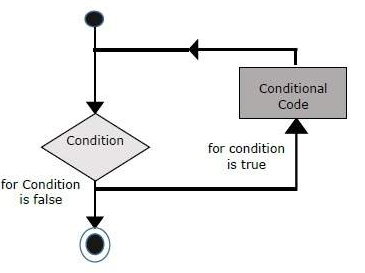 Conditional
Code
Condition
for condition
is true
for Condition
is false